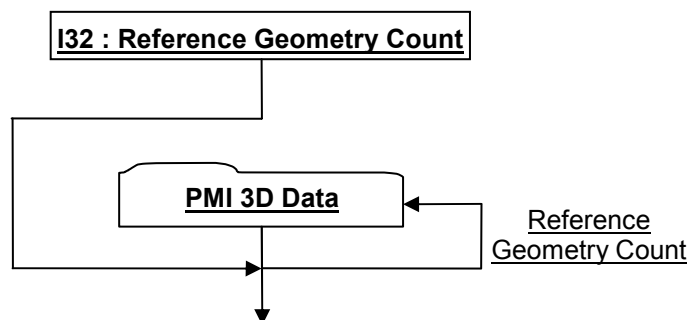 I32 : Reference Geometry Count
PMI 3D Data
Reference
Geometry Count